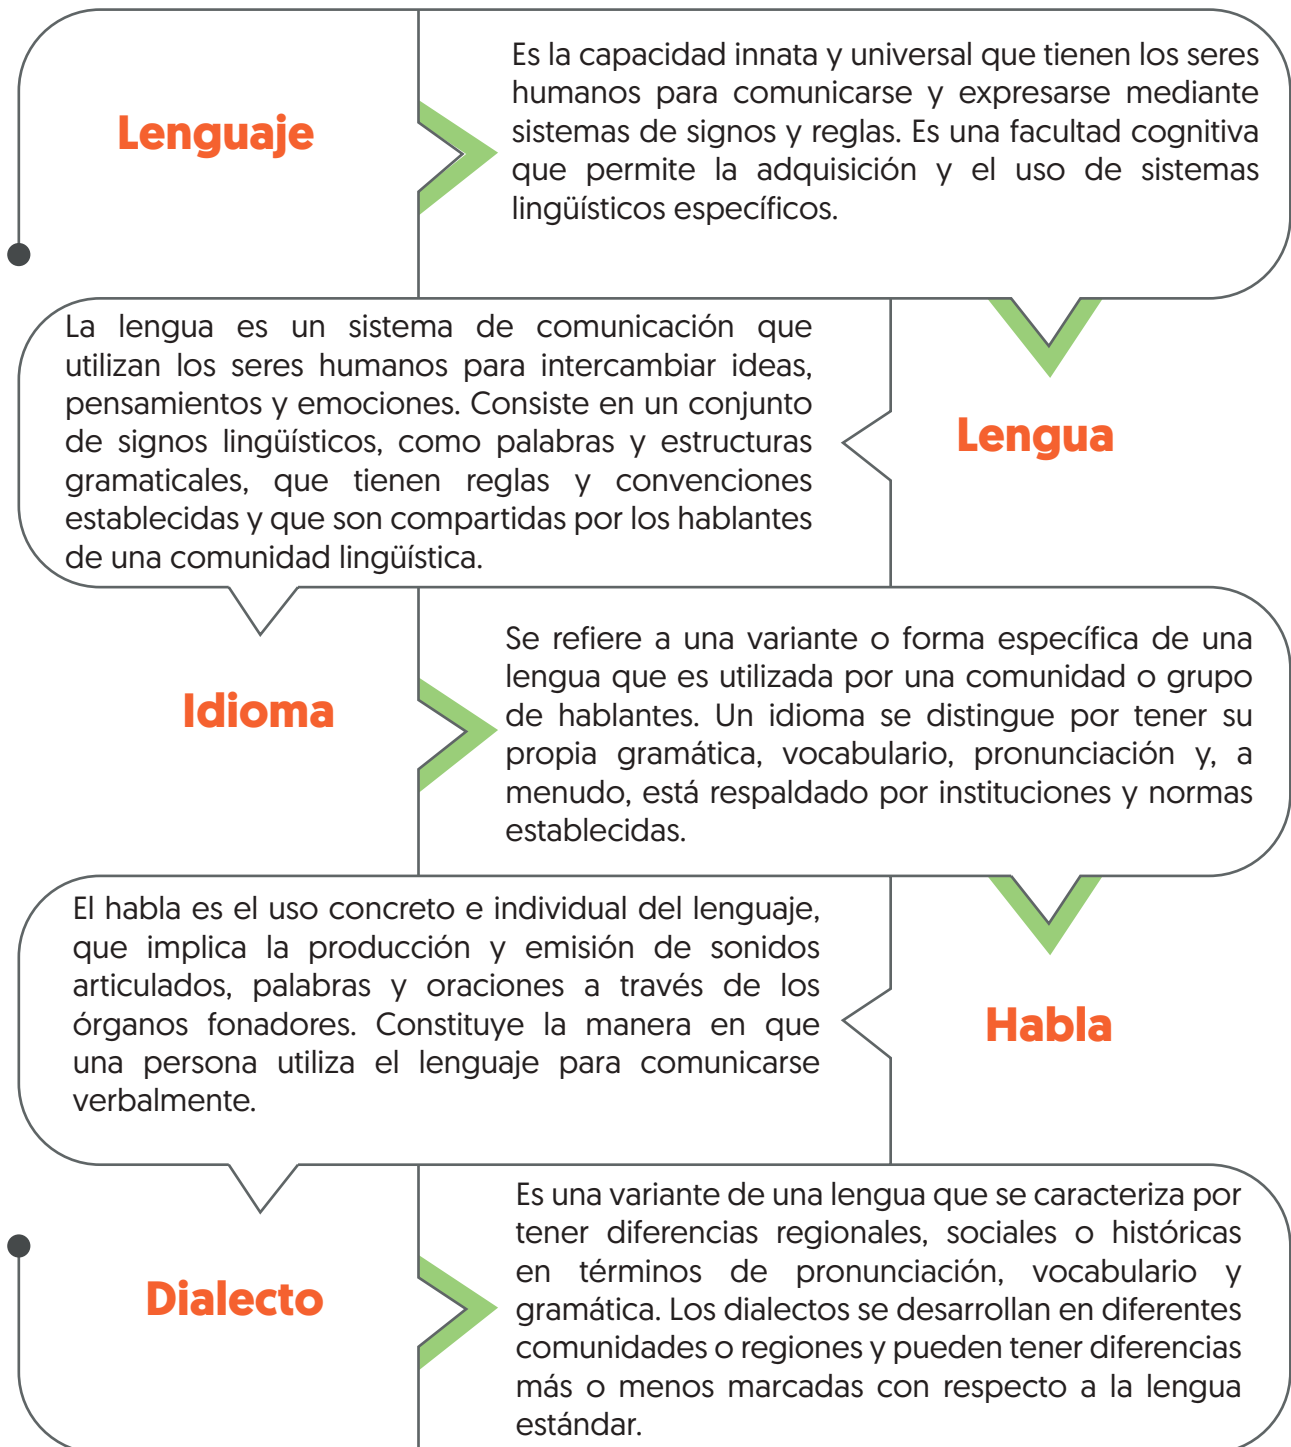 Lenguaje
Es la capacidad innata y universal que tienen los seres
humanos para comunicarse y expresarse mediante
sistemas de signos y reglas. Es una facultad cognitiva
que permite la adquisición y el uso de sistemas
lingüísticos específicos.
Lengua
La lengua es un sistema de comunicación que
utilizan los seres humanos para intercambiar ideas,
pensamientos y emociones. Consiste en un conjunto
de signos lingüísticos, como palabras y estructuras
gramaticales, que tienen reglas y convenciones
establecidas y que son compartidas por los hablantes
de una comunidad lingüística.
Idioma
Se refiere a una variante o forma específica de una
lengua que es utilizada por una comunidad o grupo
de hablantes. Un idioma se distingue por tener su
propia gramática, vocabulario, pronunciación y, a
menudo, está respaldado por instituciones y normas
establecidas.
Habla
El habla es el uso concreto e individual del lenguaje,
que implica la producción y emisión de sonidos
articulados, palabras y oraciones a través de los
órganos fonadores. Constituye la manera en que
una persona utiliza el lenguaje para comunicarse
verbalmente.
Dialecto
Es una variante de una lengua que se caracteriza por
tener diferencias regionales, sociales o históricas
en términos de pronunciación, vocabulario y
gramática. Los dialectos se desarrollan en diferentes
comunidades o regiones y pueden tener diferencias
más o menos marcadas con respecto a la lengua
estándar.